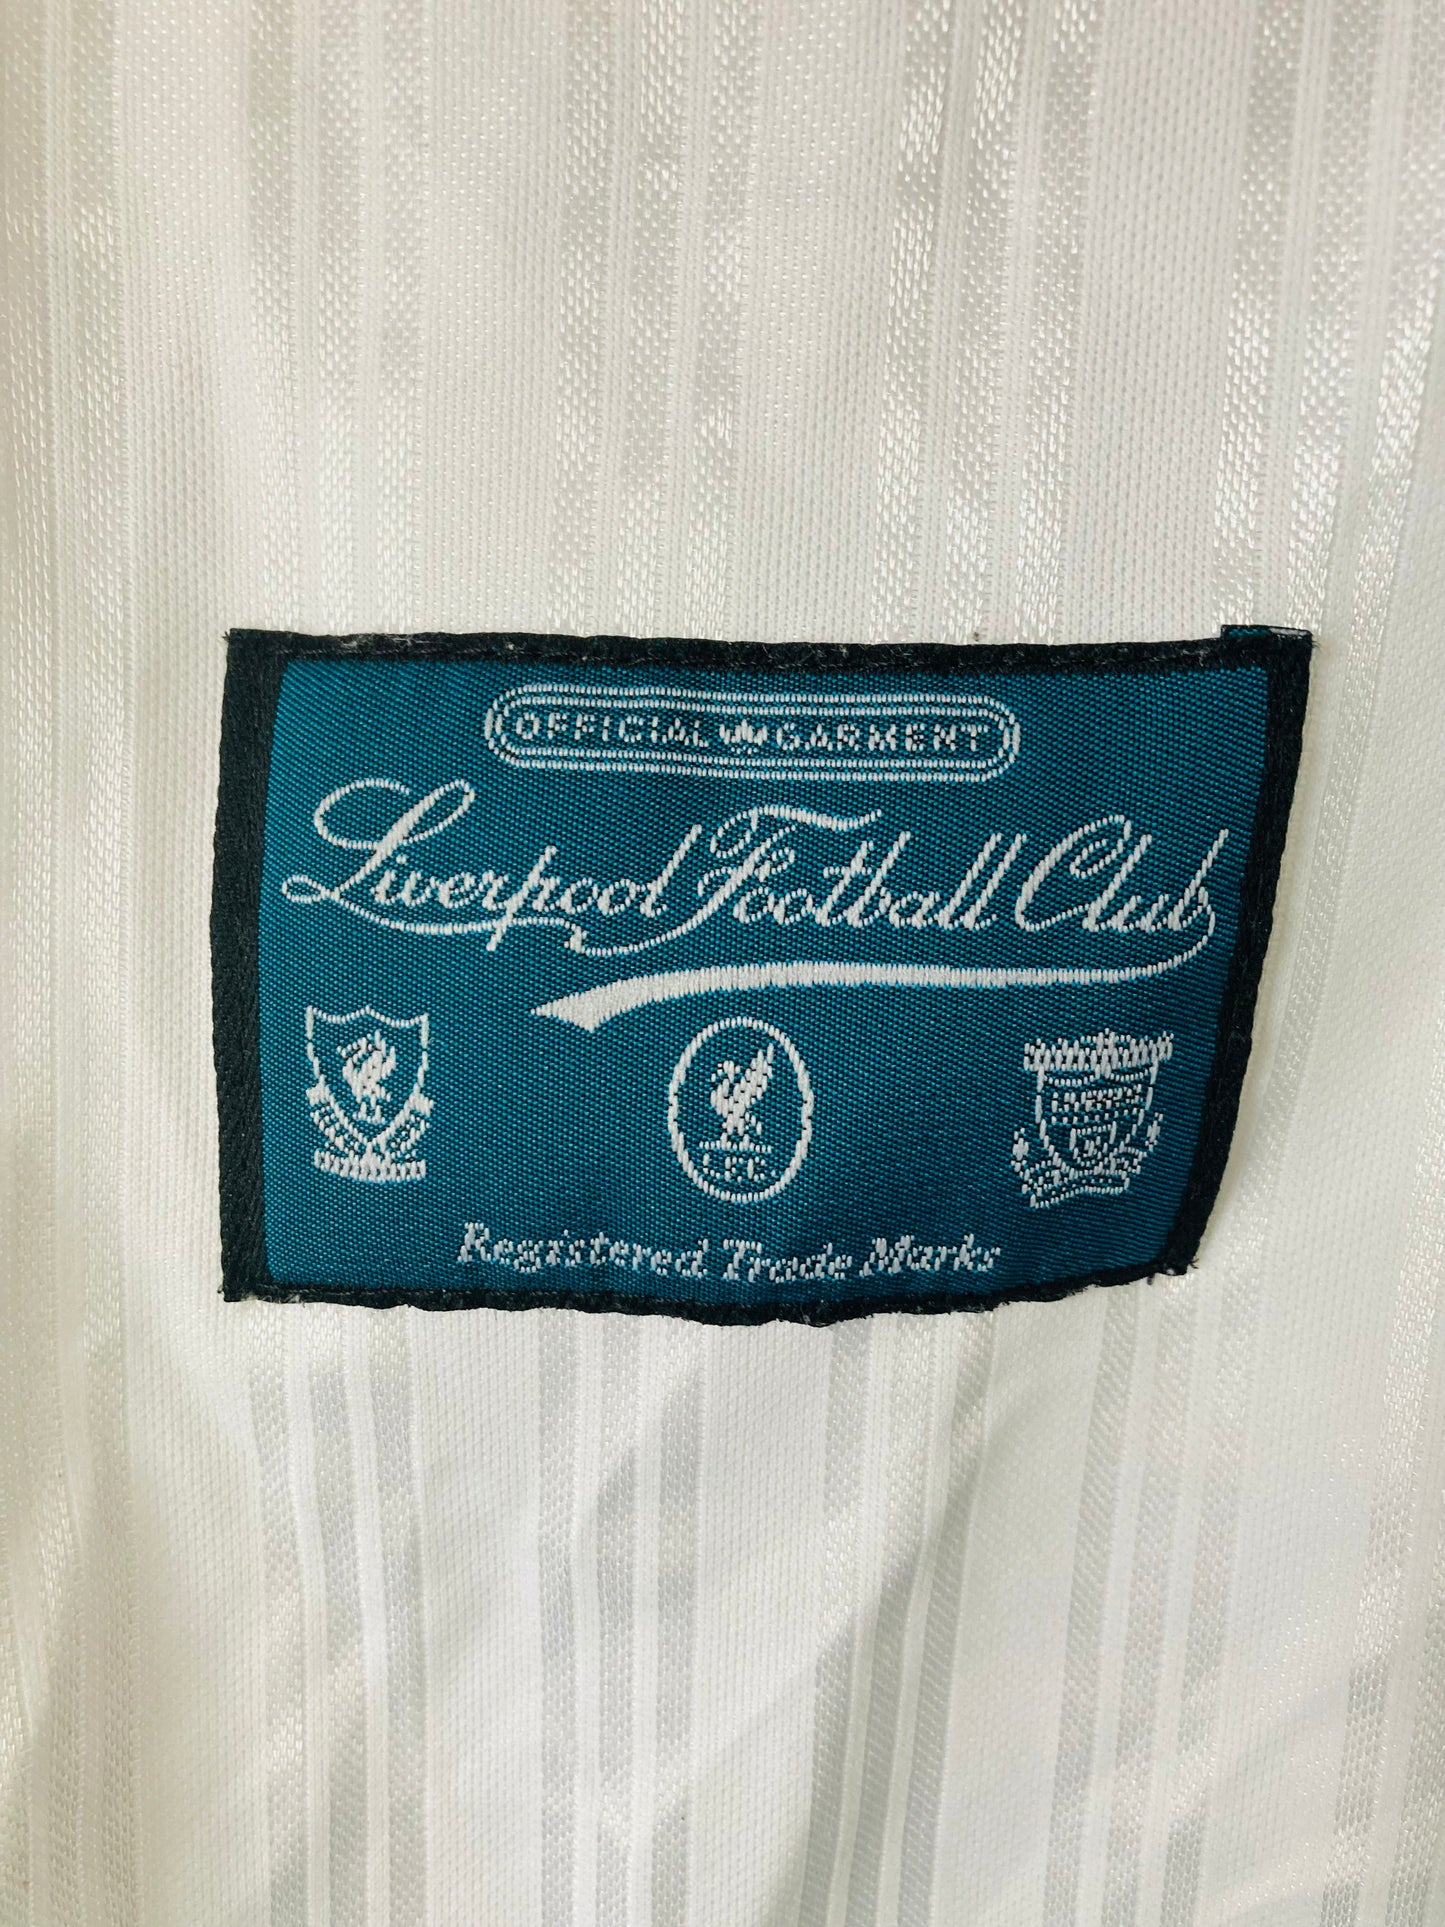 OFFICIAL GARMENT
Liverpool Football Club
L.F.C.
Registered Trade Marks